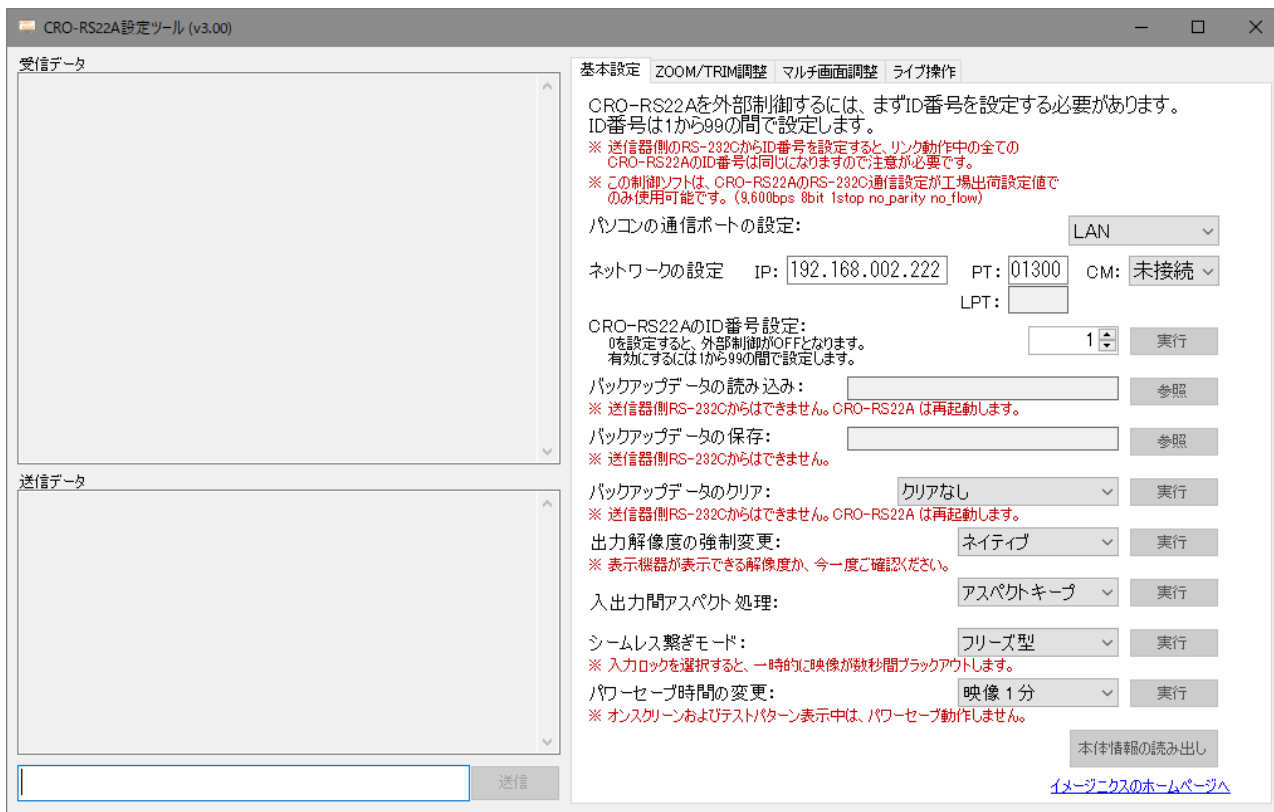 CRO-RS22A設定ツール (v3.00)
受信データ
送信データ
送信
基本設定 ZOOM/TRIM調整 マルチ画面調整 ライブ操作
CRO-RS22Aを外部制御するには、まずID番号を設定する必要があります。
ID番号は1から99の間で設定します。
※ 送信器側のRS-232CからID番号を設定すると、リンク動作中の全ての
CRO-RS22AのID番号は同じになりますので注意が必要です。
※ この制御ソフトは、CRO-RS22AのRS-232C通信設定が工場出荷設定値で
のみ使用可能です。(9,600bps 8bit 1stop no_parity no_flow)
パソコンの通信ポートの設定: LAN
ネットワークの設定 IP: 192.168.002.222 PT: 01300 CM: 未接続
LPT:
CRO-RS22AのID番号設定: 1 実行
0を設定すると、外部制御がOFFとなります。
有効にするには1から99の間で設定します。
バックアップデータの読み込み: 参照
※ 送信器側RS-232Cからはできません。CRO-RS22A は再起動します。
バックアップデータの保存: 参照
※ 送信器側RS-232Cからはできません。
バックアップデータのクリア: クリアなし 実行
※ 送信器側RS-232Cからはできません。CRO-RS22A は再起動します。
出力解像度の強制変更: ネイティブ 実行
※ 表示機器が表示できる解像度か、今一度ご確認ください。
入出力間アスペクト処理: アスペクトキープ 実行
シームレス繋ぎモード: フリーズ型 実行
※ 入力ロックを選択すると、一時的に映像が数秒間ブラックアウトします。
パワーセーブ時間の変更: 映像1分 実行
※ オンスクリーンおよびテストパターン表示中は、パワーセーブ動作しません。
本体情報の読み出し
イメージニクスのホームページへ